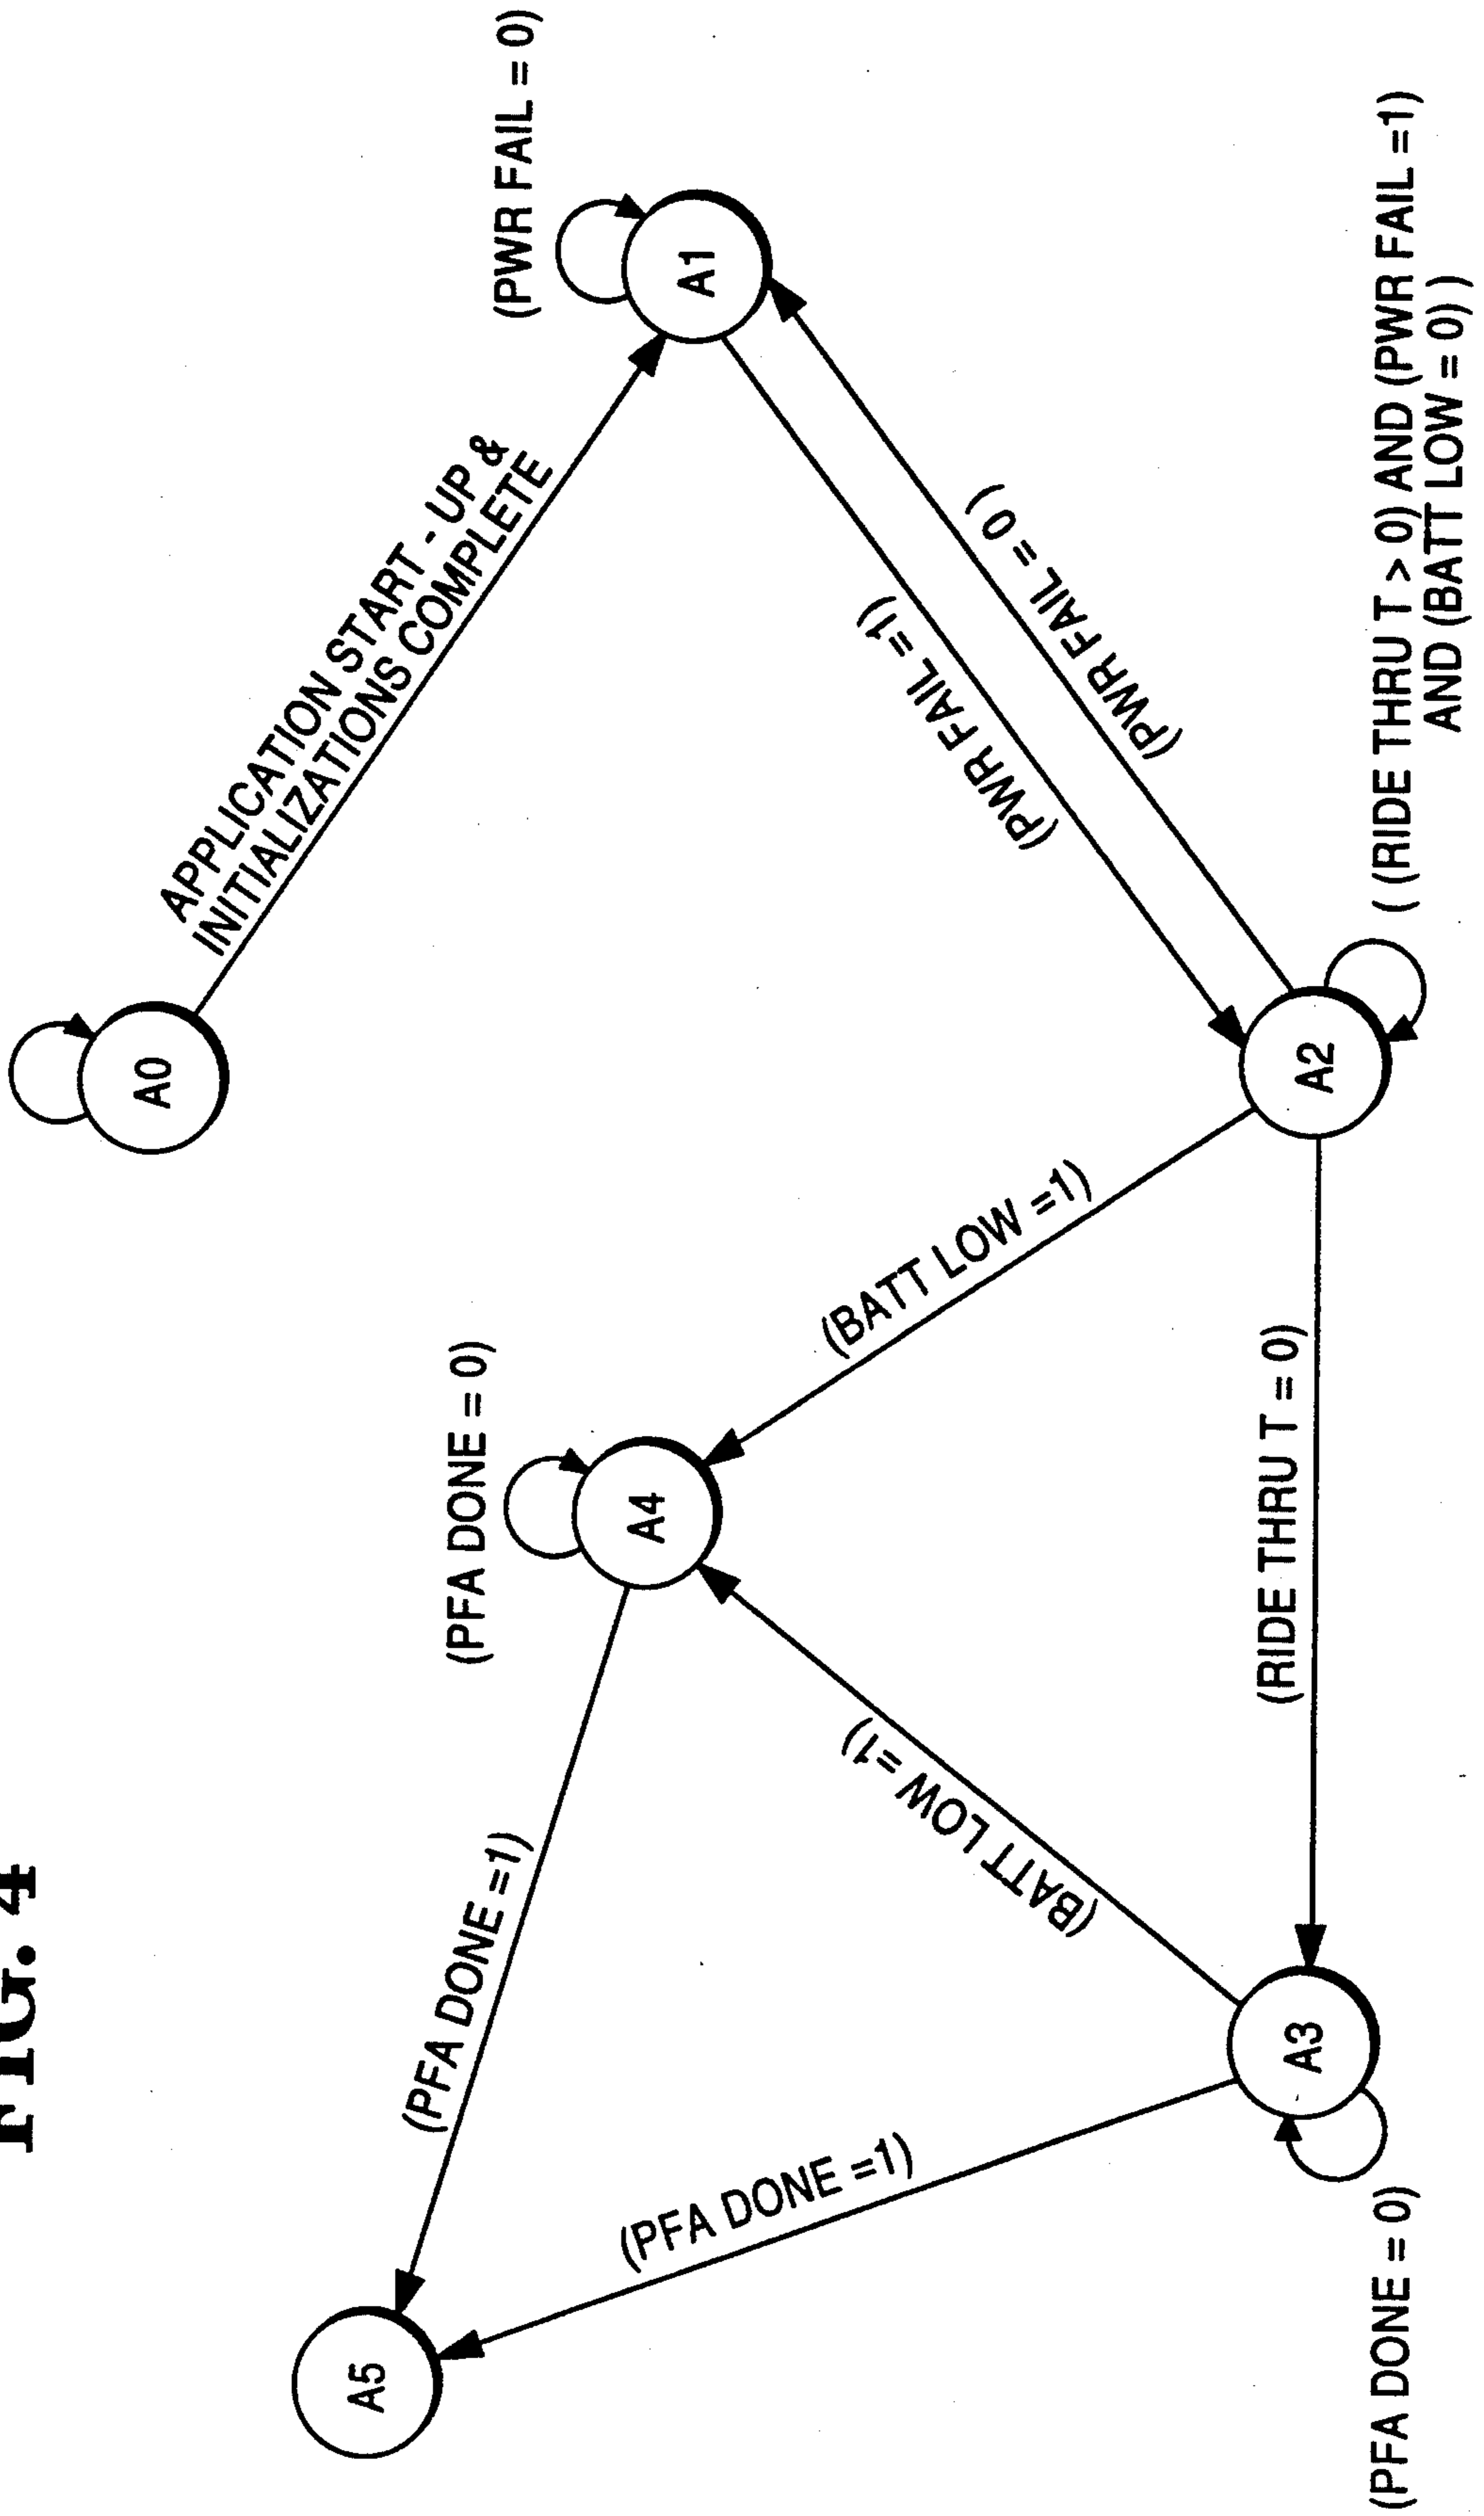 FIG. 4
A0
APPLICATION START - UP &
INITIALIZATIONS COMPLETE
(PWR FAIL = 0)
A1
(PWR FAIL =1)
(PWR FAIL = 0 )
A2
( (RIDE THRU T > 0) AND (PWR FAIL =1)
AND (BATT LOW = 0) )
(BATT LOW =1)
(RIDE THRU T = 0)
(PFA DONE = 0)
A4
(BATT LOW =1)
(PFA DONE =1)
A3
(PFA DONE = 0)
(PFA DONE =1)
A5